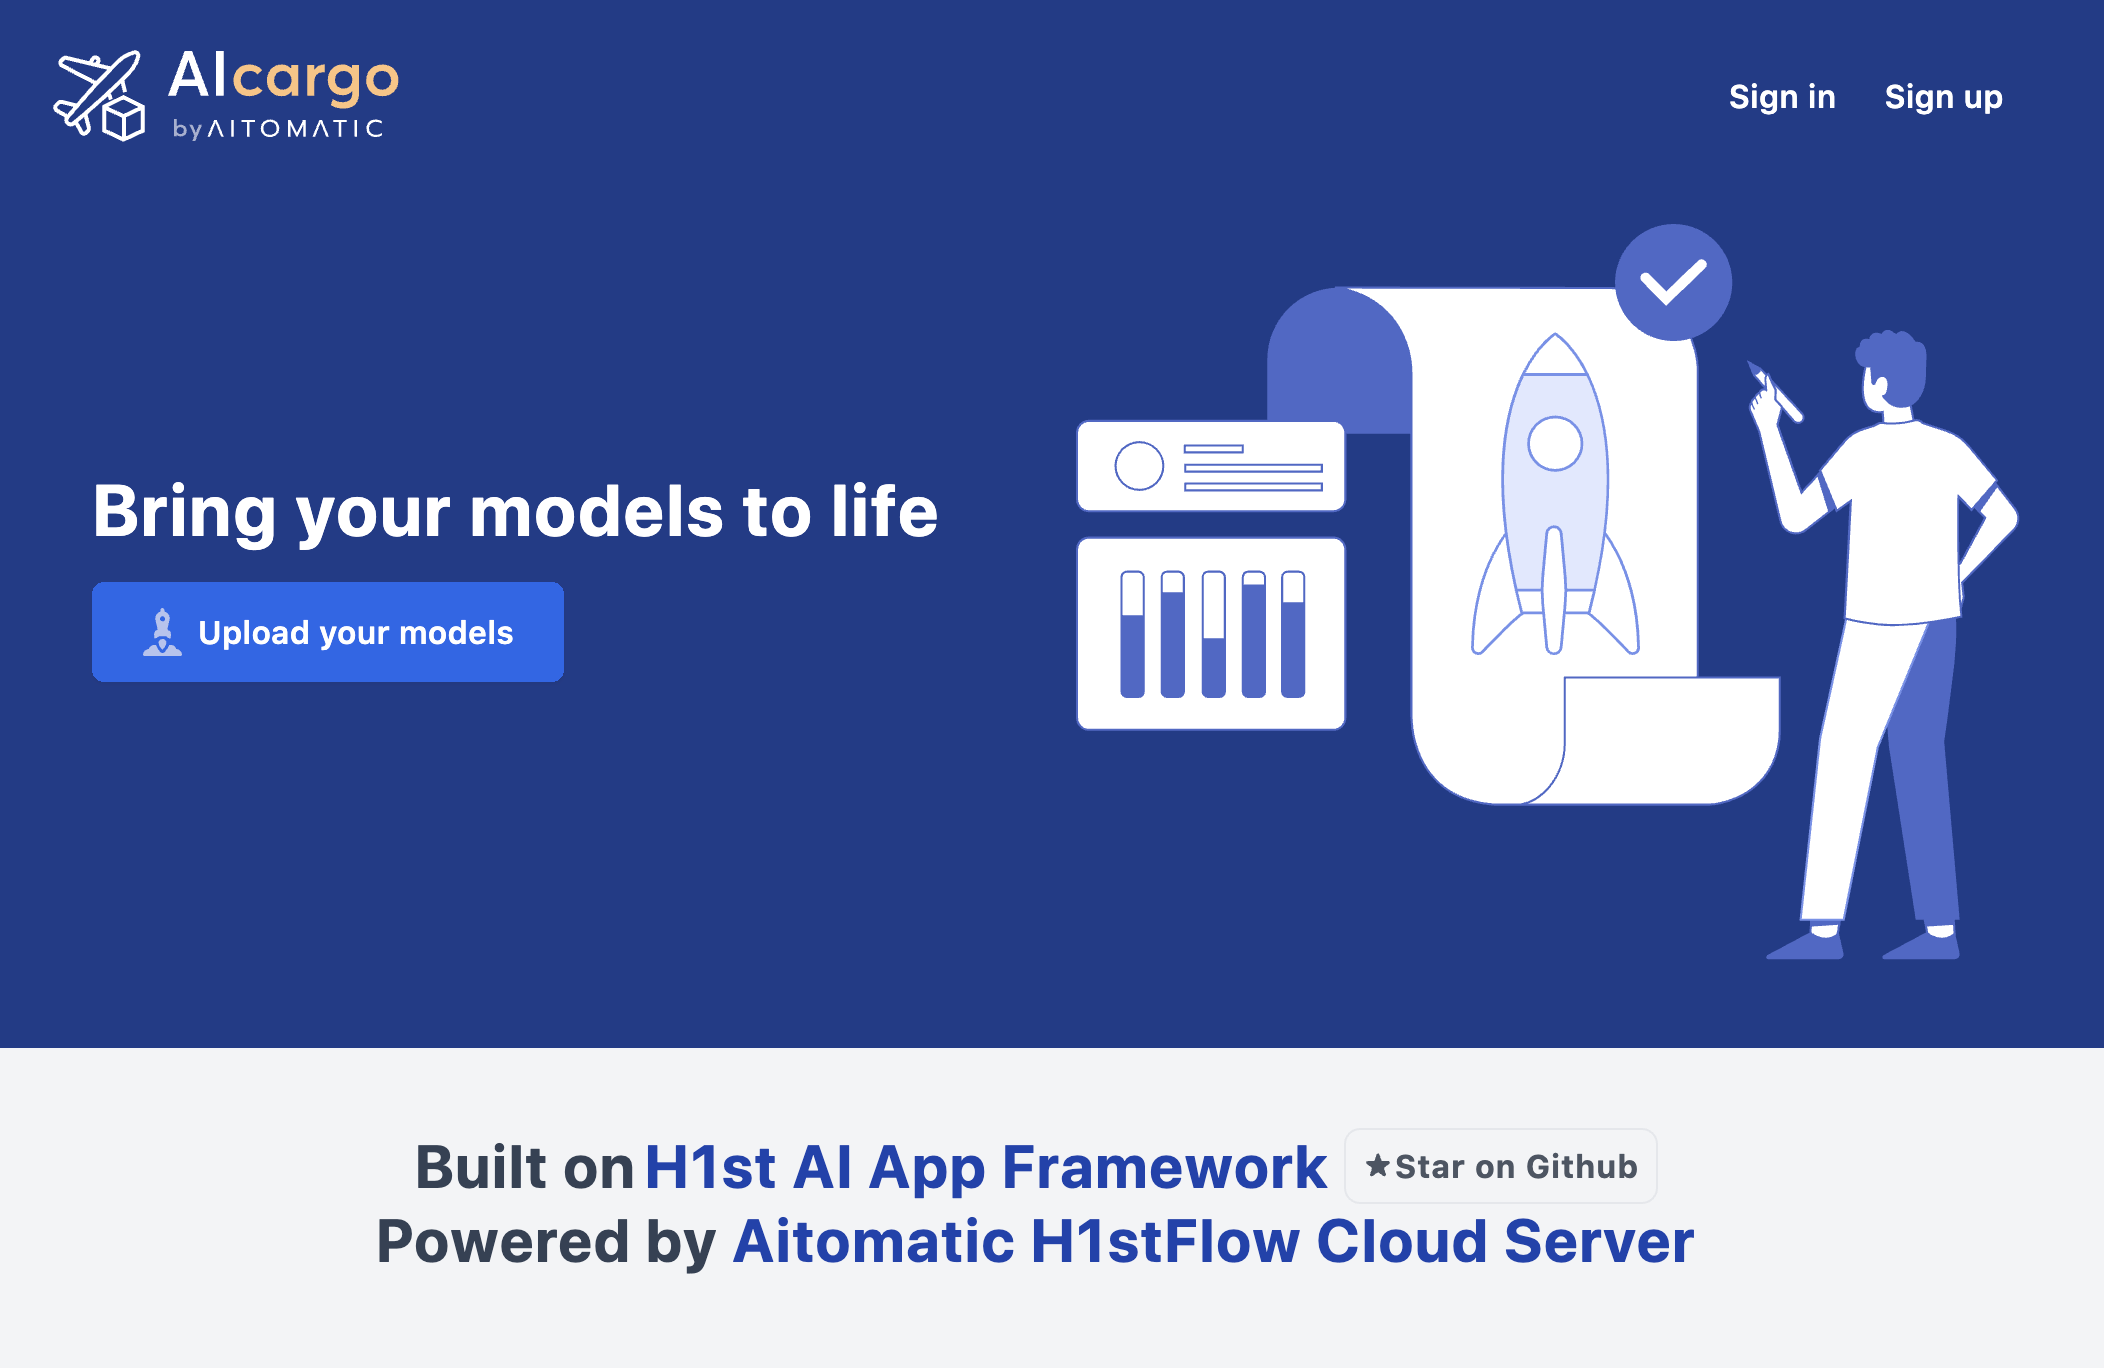 AIcargo
by AITOMATIC
Sign in
Sign up
Bring your models to life
Upload your models
Built on H1st AI App Framework
Star on Github
Powered by Aitomatic H1stFlow Cloud Server